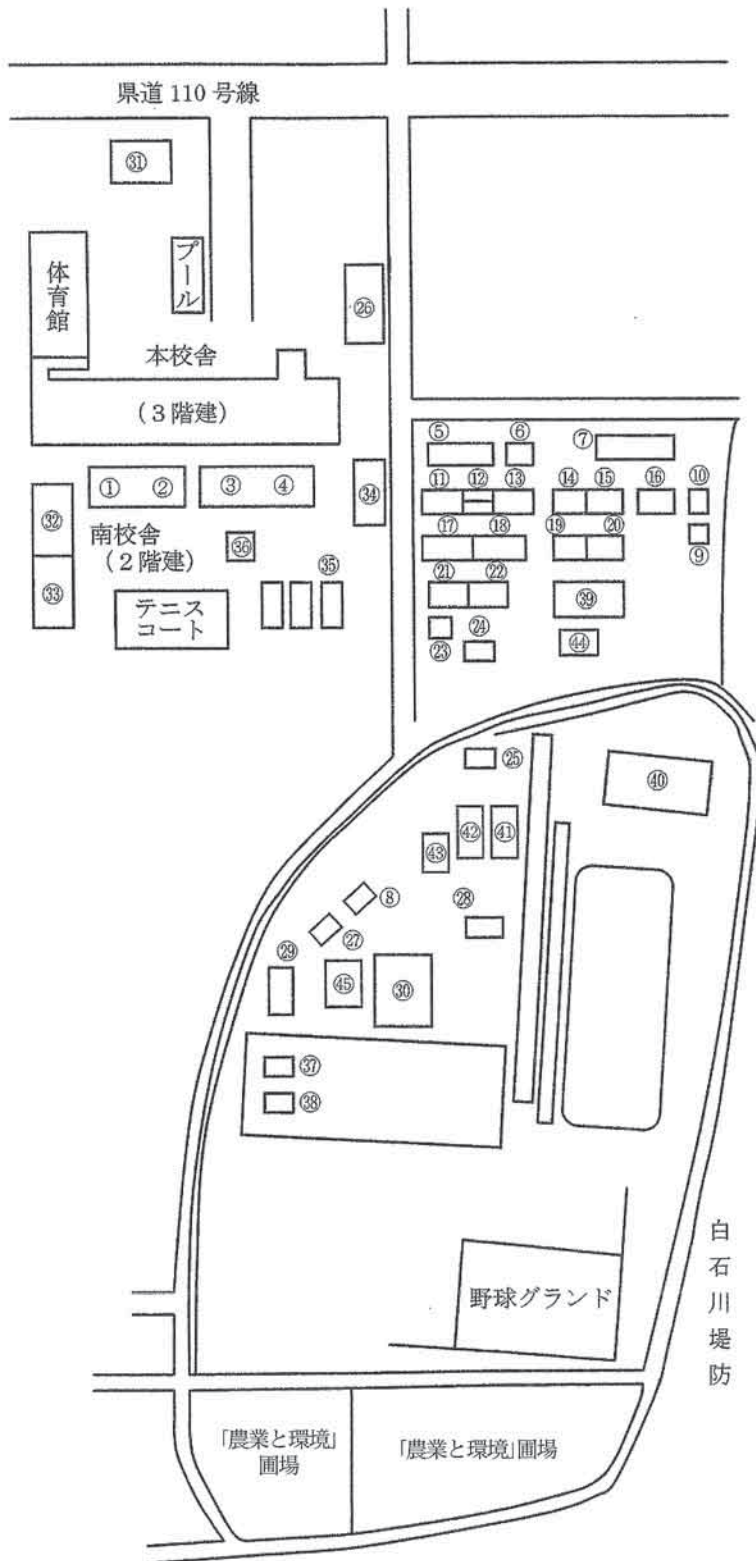 県道 110 号線
㉛
体育館
プール
㉖
本校舎
(3階建)
① ② ③ ④
㉞
㉜
南校舎
(2階建)
㊱
㉟
㉝
テニス
コート
⑤ ⑥ ⑦
⑪ ⑫ ⑬ ⑭ ⑮ ⑯ ⑩
⑰ ⑱ ⑲ ⑳ ⑨
㉑ ㉒ ㊴
㉓ ㉔ ㊹
㉕
㊵
㊸ ㊷ ㊶
⑧
㉘
㉗
㉙
㊺ ㉚
㊲
㊳
野球グランド
白石川堤防
「農業と環境」
圃場
「農業と環境」圃場